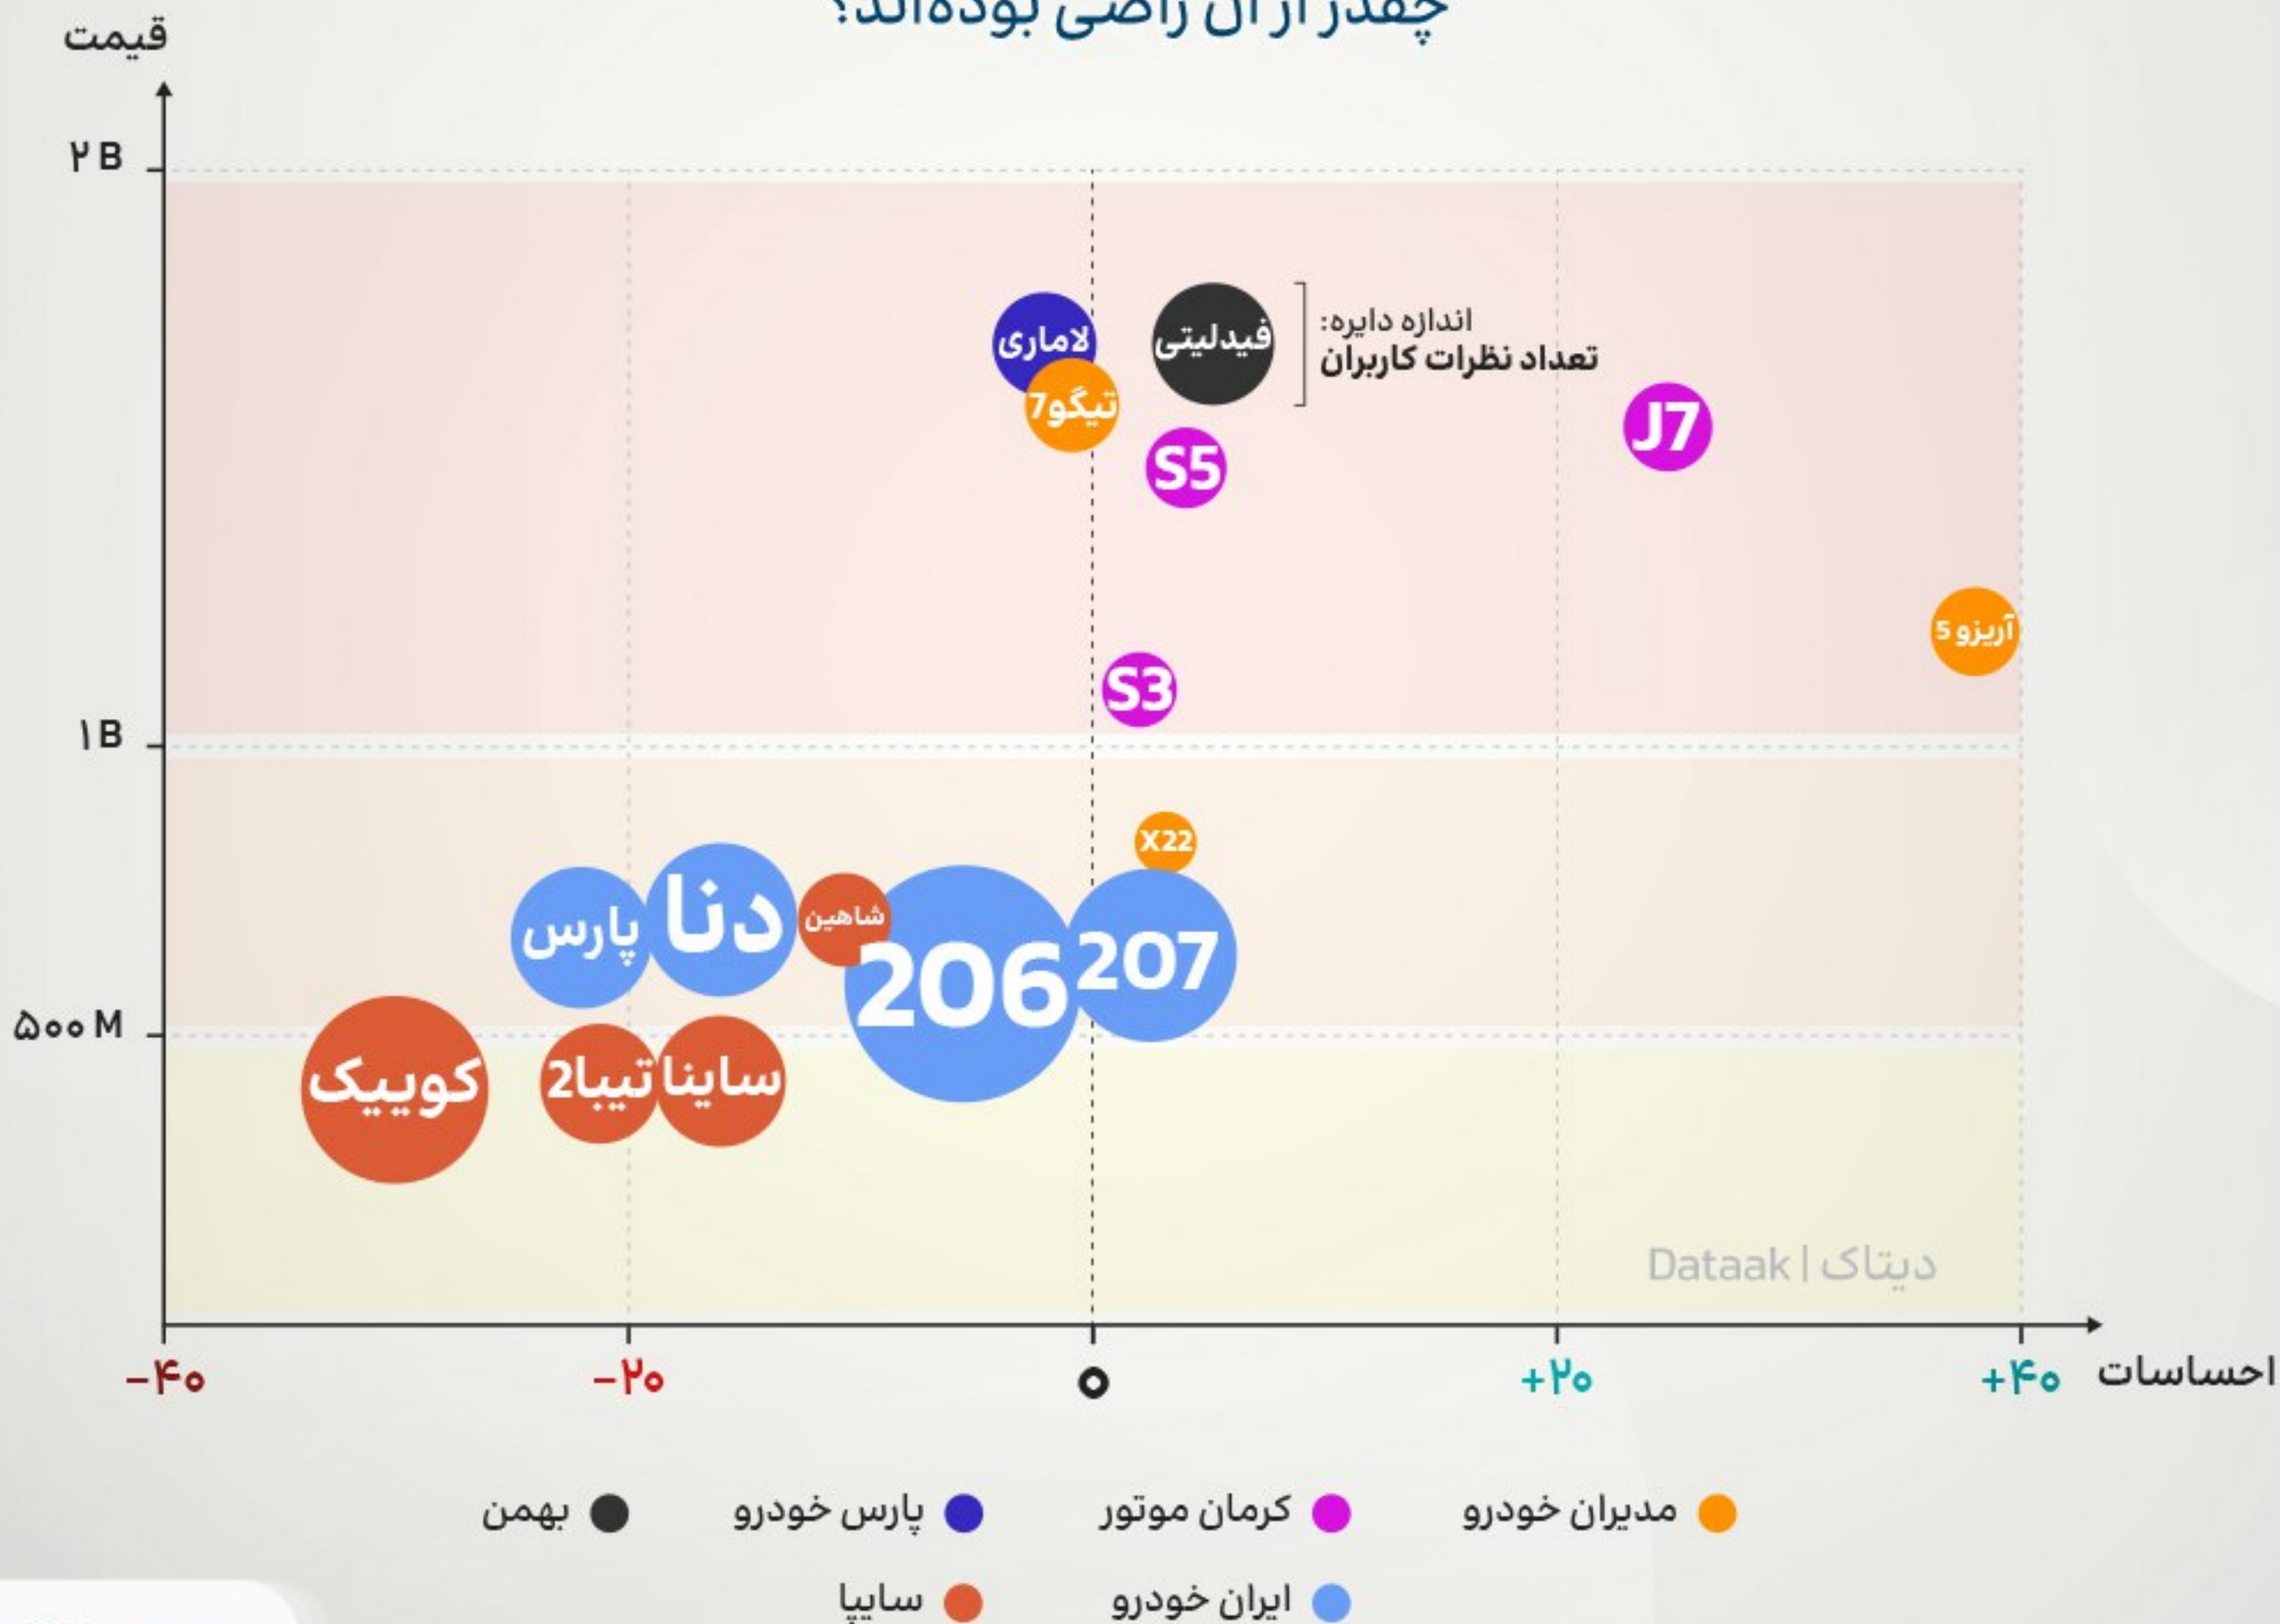 چقدر از آن راضی بوده‌اند؟
قیمت
۲B
۱B
۵۰۰M
لاماری
فیدلیتی
اندازه دایره:
تعداد نظرات کاربران
تیگو7
S5
J7
آریزو 5
S3
X22
پارس
دنا
شاهین
206
207
کوییک
تیبا2
ساینا
دیتاک | Dataak
−۴۰
−۲۰
۰
+۲۰
+۴۰
احساسات
مدیران خودرو
کرمان موتور
پارس خودرو
بهمن
ایران خودرو
سایپا